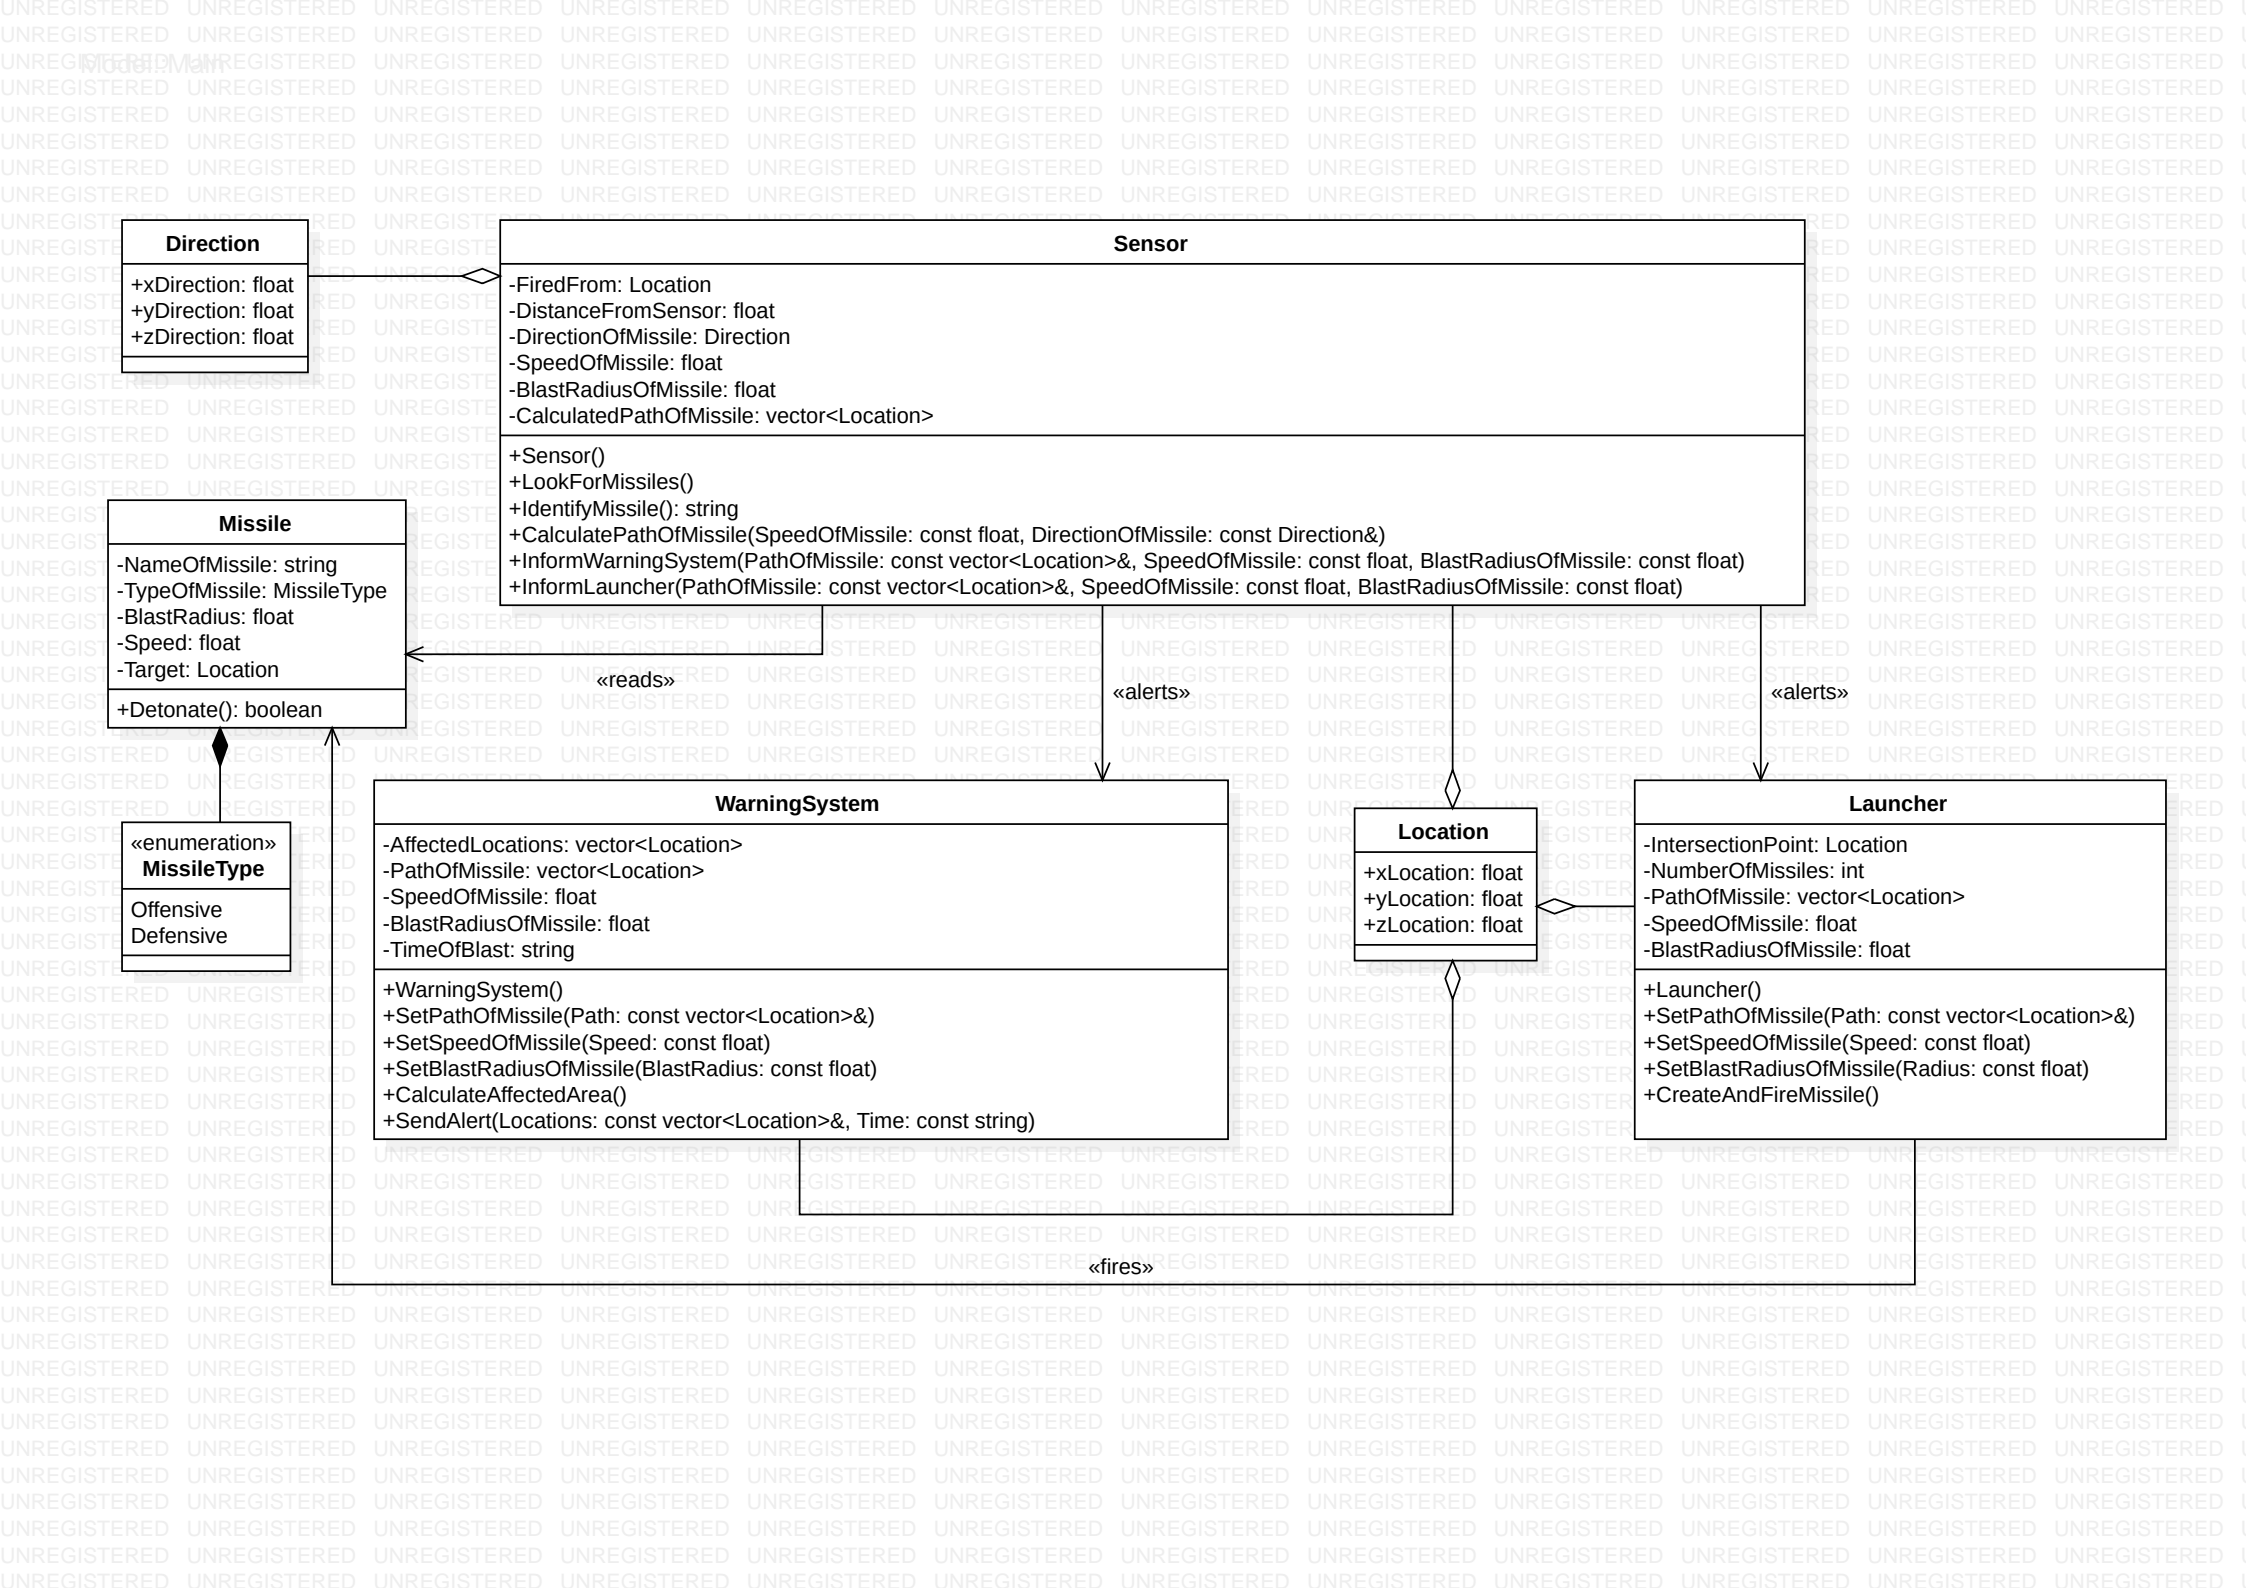 Model::Main
Direction
+xDirection: float
+yDirection: float
+zDirection: float
Sensor
-FiredFrom: Location
-DistanceFromSensor: float
-DirectionOfMissile: Direction
-SpeedOfMissile: float
-BlastRadiusOfMissile: float
-CalculatedPathOfMissile: vector<Location>
+Sensor()
+LookForMissiles()
+IdentifyMissile(): string
+CalculatePathOfMissile(SpeedOfMissile: const float, DirectionOfMissile: const Direction&)
+InformWarningSystem(PathOfMissile: const vector<Location>&, SpeedOfMissile: const float, BlastRadiusOfMissile: const float)
+InformLauncher(PathOfMissile: const vector<Location>&, SpeedOfMissile: const float, BlastRadiusOfMissile: const float)
Missile
-NameOfMissile: string
-TypeOfMissile: MissileType
-BlastRadius: float
-Speed: float
-Target: Location
+Detonate(): boolean
«reads»
«alerts»
«alerts»
«enumeration»
MissileType
Offensive
Defensive
WarningSystem
-AffectedLocations: vector<Location>
-PathOfMissile: vector<Location>
-SpeedOfMissile: float
-BlastRadiusOfMissile: float
-TimeOfBlast: string
+WarningSystem()
+SetPathOfMissile(Path: const vector<Location>&)
+SetSpeedOfMissile(Speed: const float)
+SetBlastRadiusOfMissile(BlastRadius: const float)
+CalculateAffectedArea()
+SendAlert(Locations: const vector<Location>&, Time: const string)
Location
+xLocation: float
+yLocation: float
+zLocation: float
Launcher
-IntersectionPoint: Location
-NumberOfMissiles: int
-PathOfMissile: vector<Location>
-SpeedOfMissile: float
-BlastRadiusOfMissile: float
+Launcher()
+SetPathOfMissile(Path: const vector<Location>&)
+SetSpeedOfMissile(Speed: const float)
+SetBlastRadiusOfMissile(Radius: const float)
+CreateAndFireMissile()
«fires»
UNREGISTERED